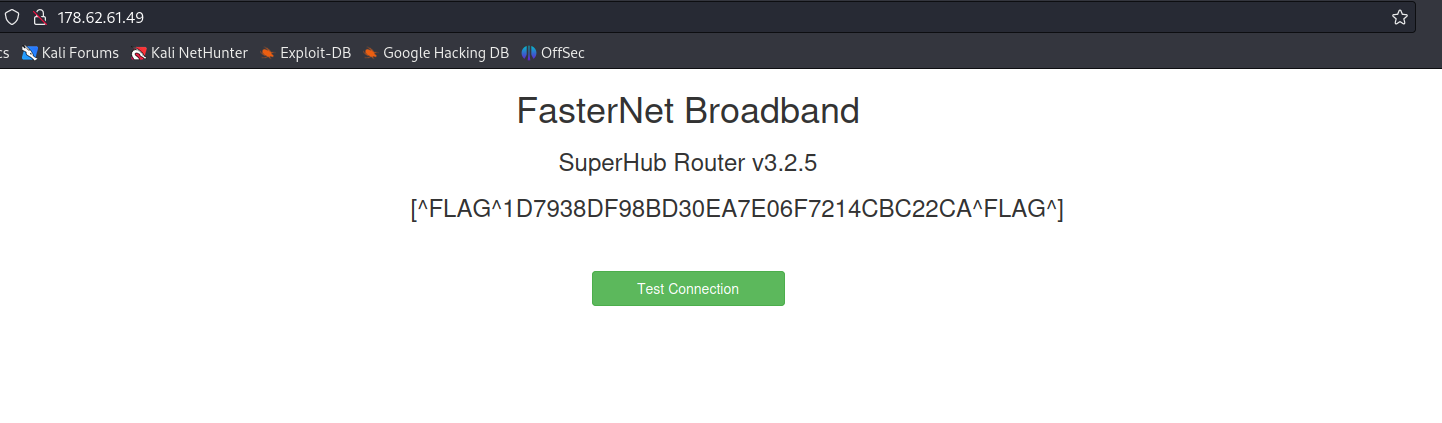 178.62.61.49
cs Kali Forums Kali NetHunter Exploit-DB Google Hacking DB OffSec
FasterNet Broadband
SuperHub Router v3.2.5
[^FLAG^1D7938DF98BD30EA7E06F7214CBC22CA^FLAG^]
Test Connection